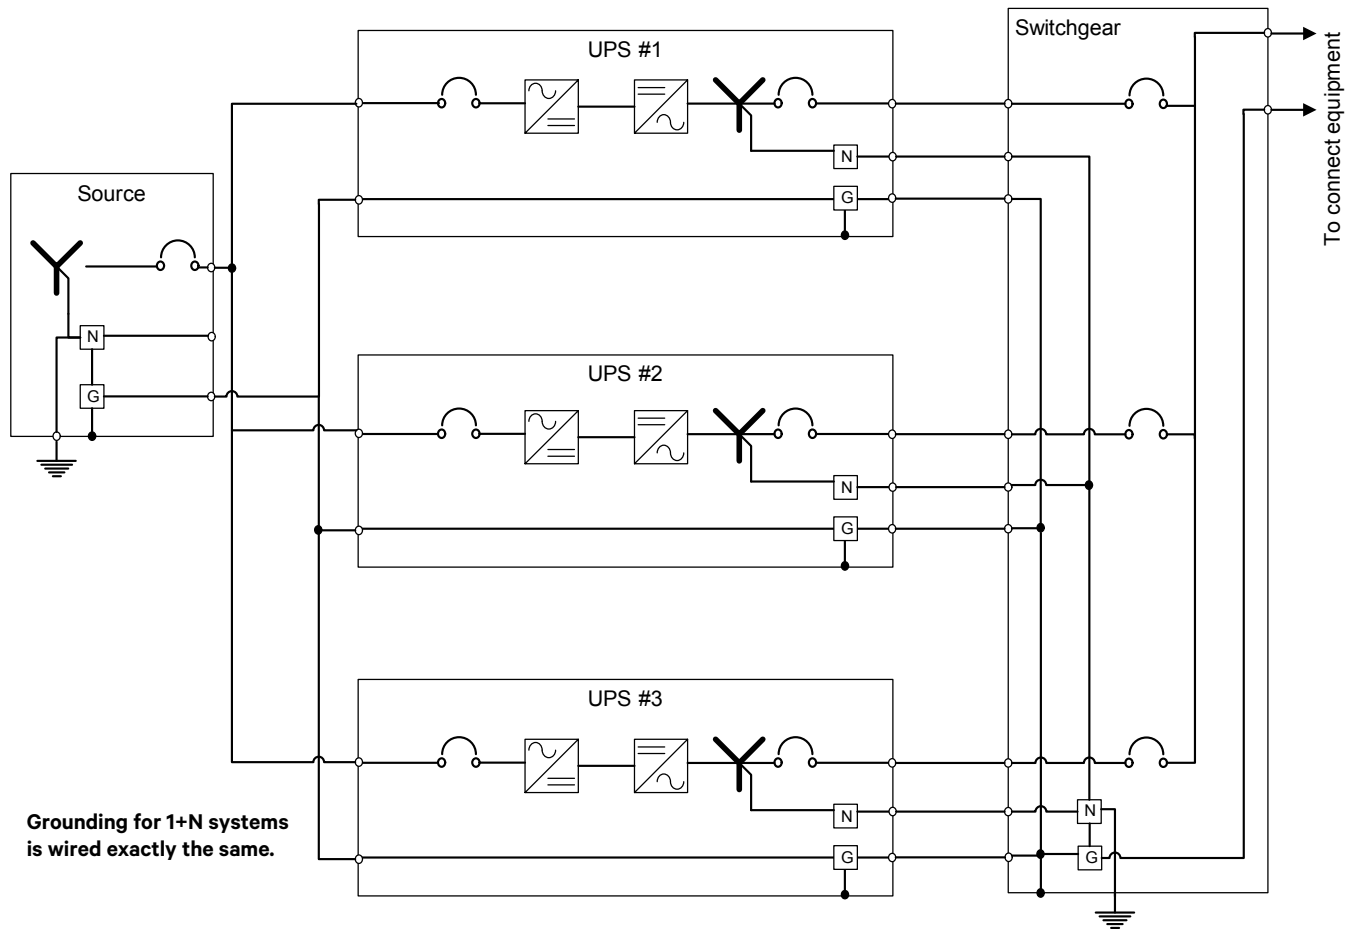 UPS #1
Switchgear
To connect equipment
N
G
Source
N
G
UPS #2
N
G
UPS #3
N
G
N
G
Grounding for 1+N systems
is wired exactly the same.